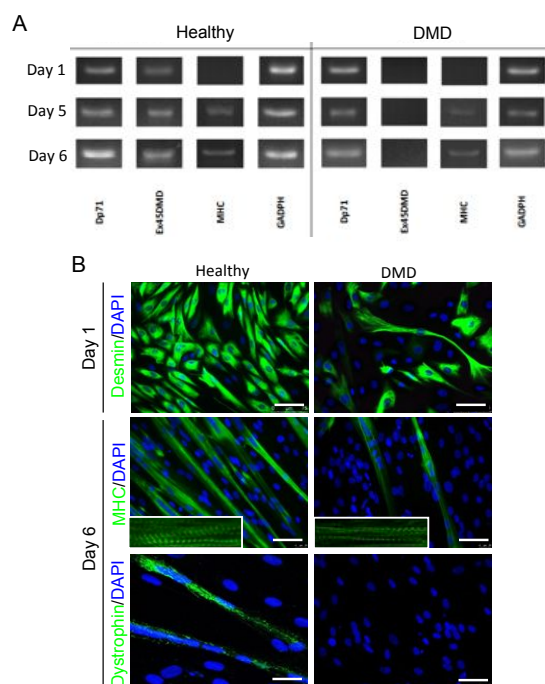 A
Healthy DMD
Day 1
Day 5
Day 6
Dp71 Ex45DMD MHC GADPH Dp71 Ex45DMD MHC GADPH
B
Healthy DMD
Day 1
Desmin/DAPI
Day 6
MHC/DAPI
Dystrophin/DAPI